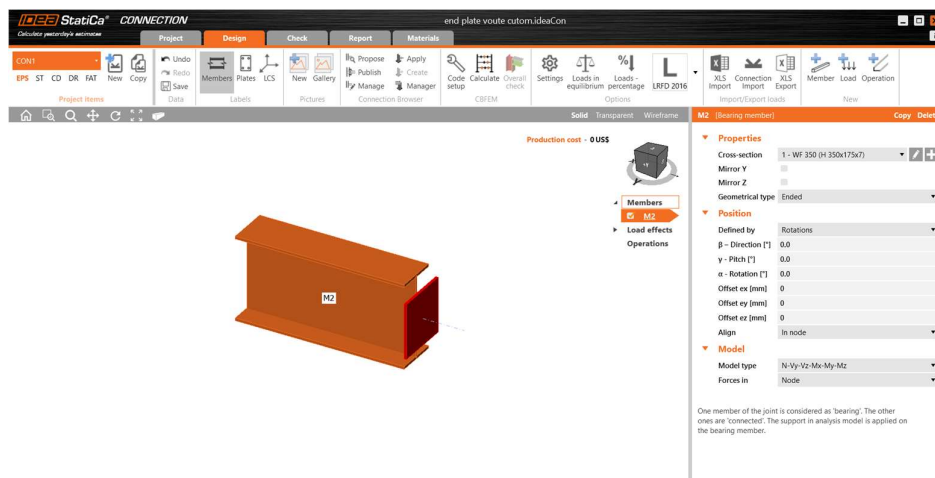 IDEA StatiCa® CONNECTION
end plate voute cutom.ideaCon
Calculate yesterday's estimates
Project Design Check Report Materials
CON1
EPS ST CD DR FAT
New Copy
Project items
Undo
Redo
Save
Data
Members Plates LCS
Labels
New Gallery
Pictures
Propose
Publish
Manage
Apply
Create
Manager
Connection Browser
Code setup Calculate Overall check
CBFEM
Settings Loads in equilibrium Loads - percentage LRFD 2016
Options
XLS Import Connection Import XLS Export
Import/Export loads
Member Load Operation
New
Solid Transparent Wireframe
Production cost - 0 US$
Members
M2
Load effects
Operations
M2
M2 [Bearing member] Copy Delet
Properties
Cross-section 1 - WF 350 (H 350x175x7)
Mirror Y
Mirror Z
Geometrical type Ended
Position
Defined by Rotations
β – Direction [°] 0.0
γ - Pitch [°] 0.0
α - Rotation [°] 0.0
Offset ex [mm] 0
Offset ey [mm] 0
Offset ez [mm] 0
Align In node
Model
Model type N-Vy-Vz-Mx-My-Mz
Forces in Node
One member of the joint is considered as 'bearing'. The other
ones are 'connected'. The support in analysis model is applied on
the bearing member.